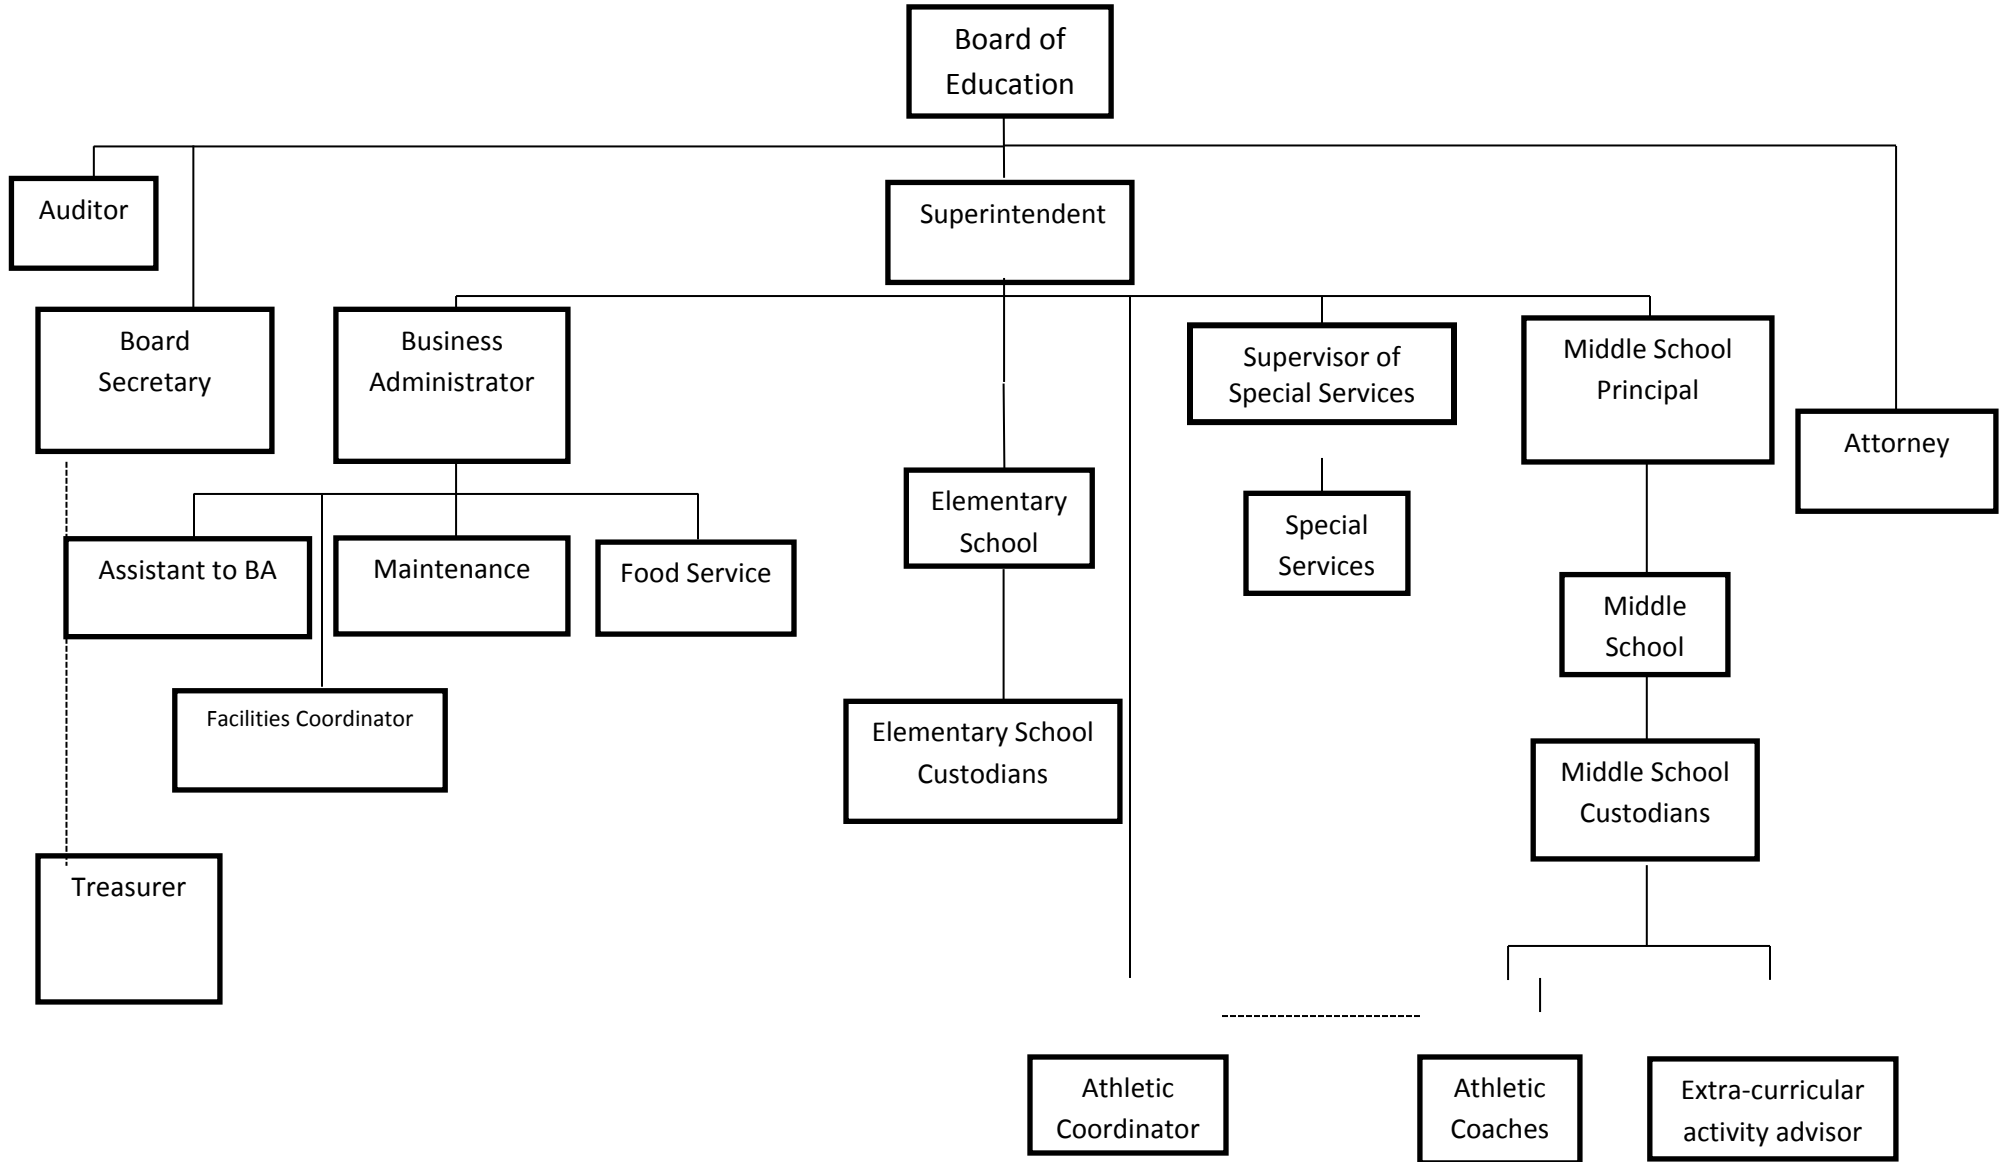 Board of
Education
Auditor
Superintendent
Board
Secretary
Business
Administrator
Supervisor of
Special Services
Middle School
Principal
Attorney
Assistant to BA
Maintenance
Food Service
Elementary
School
Special
Services
Middle
School
Facilities Coordinator
Elementary School
Custodians
Middle School
Custodians
Treasurer
Athletic
Coordinator
Athletic
Coaches
Extra-curricular
activity advisor